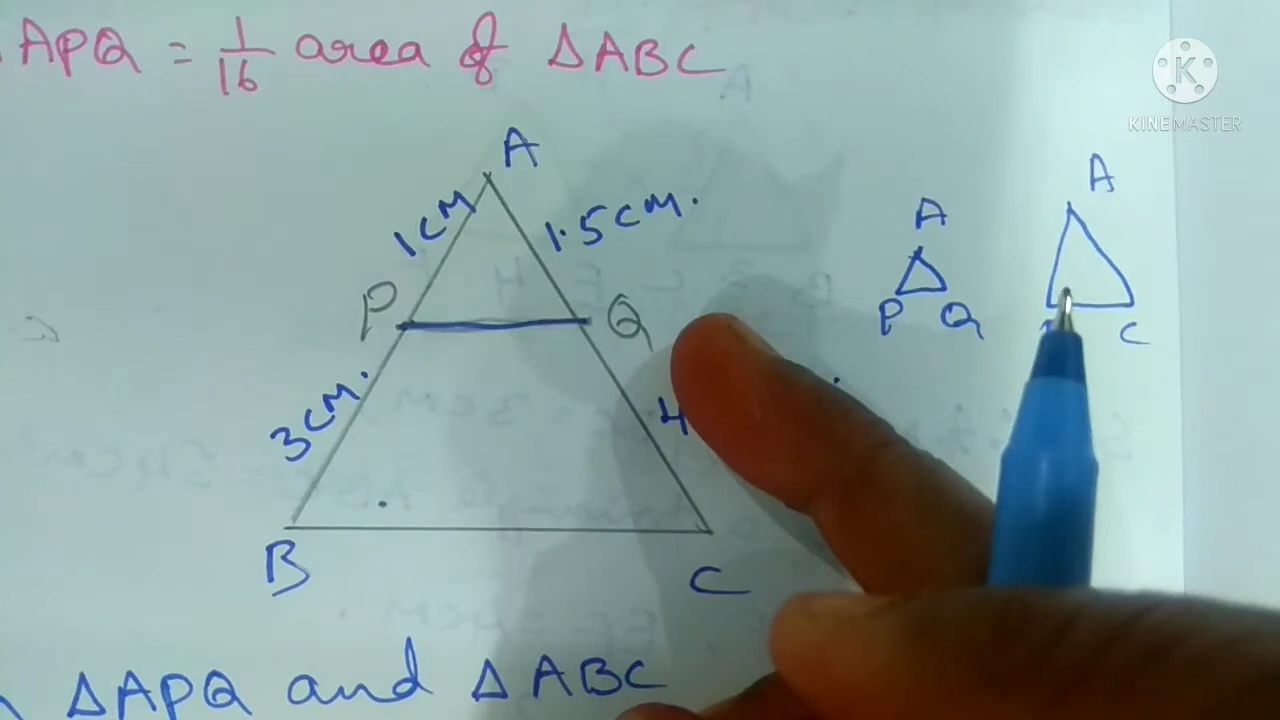 APQ = 1/16 area of ΔABC
KINEMASTER
A
1cm
1.5cm.
A
A
P
Q
P Q
C
3cm.
4
B
C
ΔAPQ and ΔABC